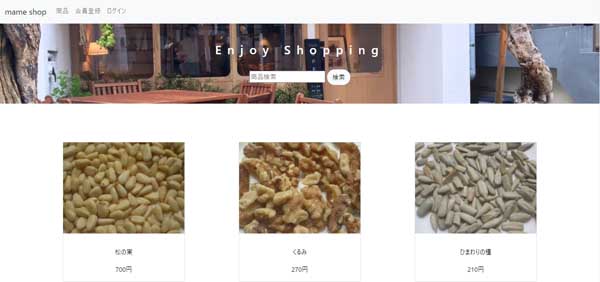 mame shop 商品 会員登録 ログイン
Enjoy Shopping
商品検索 検索
松の実 くるみ ひまわりの種
700円 270円 210円